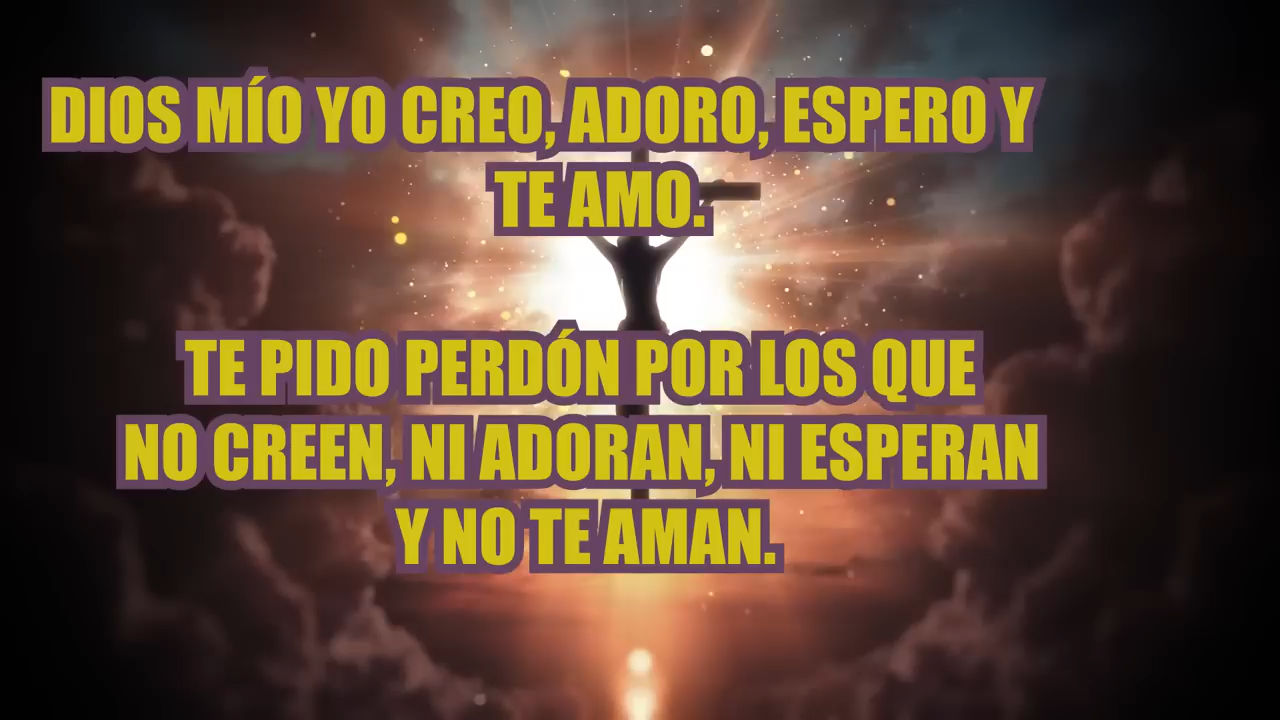 DIOS MÍO YO CREO, ADORO, ESPERO Y
TE AMO.
TE PIDO PERDÓN POR LOS QUE
NO CREEN, NI ADORAN, NI ESPERAN
Y NO TE AMAN.